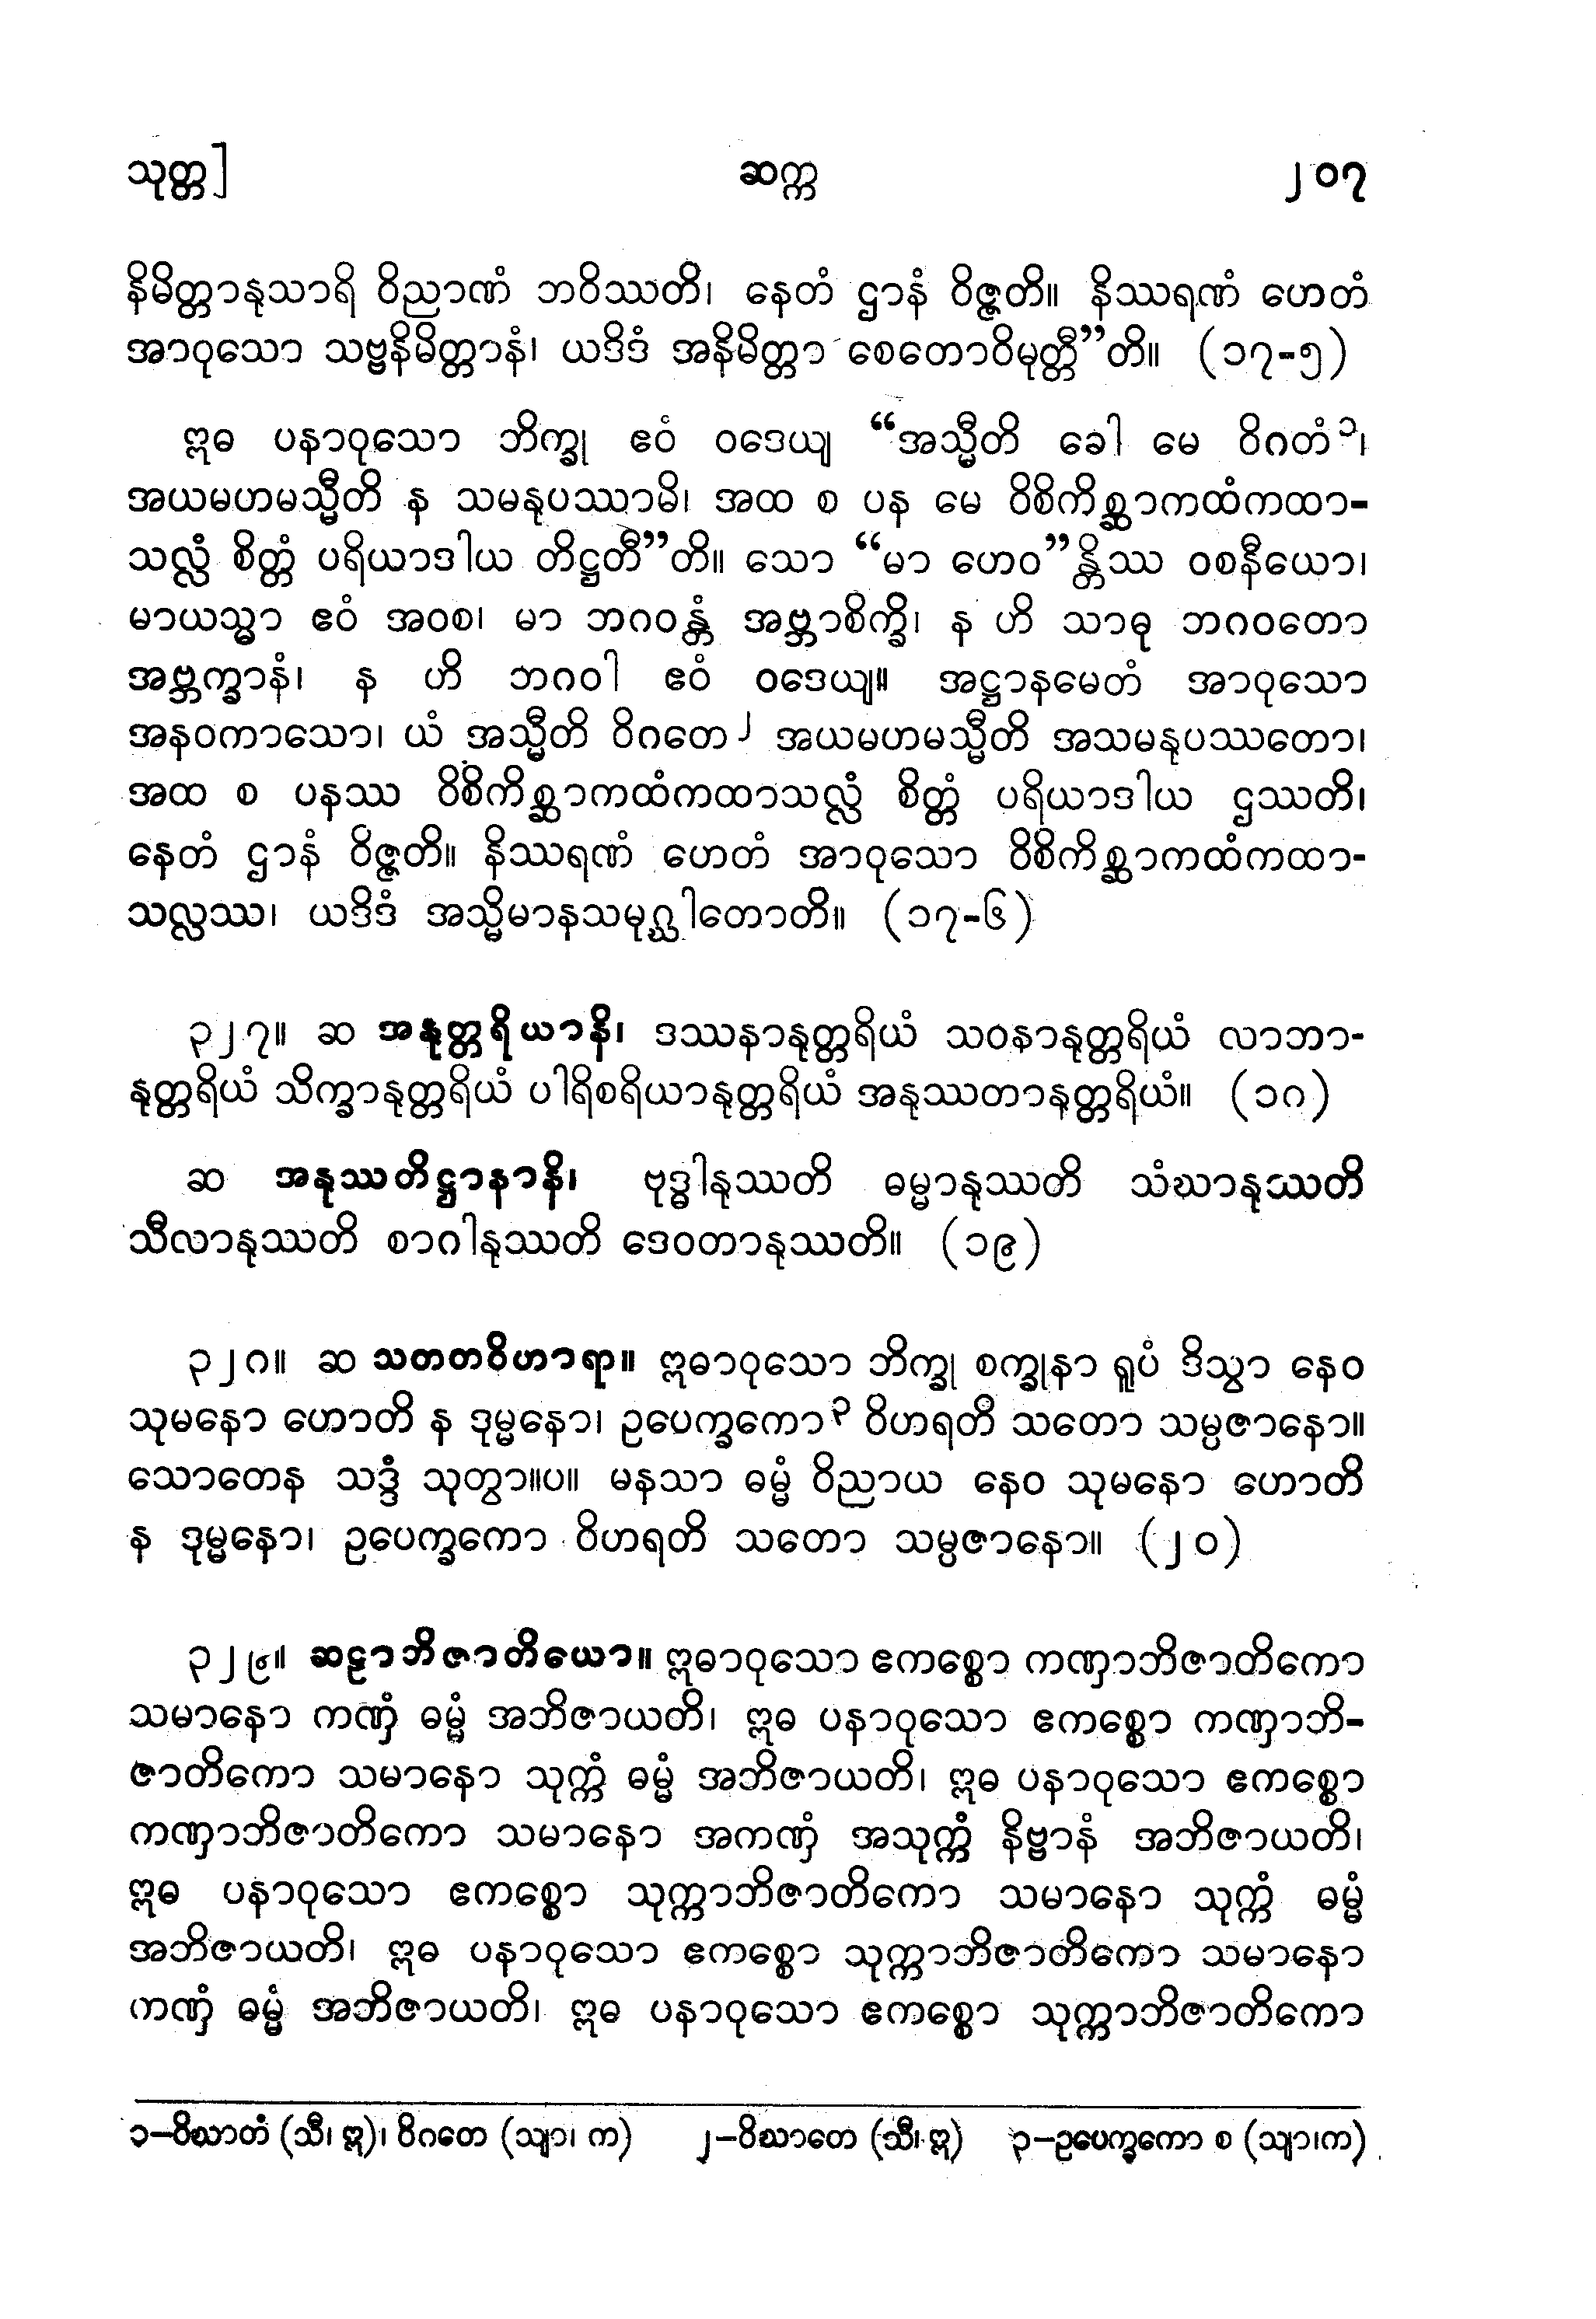 သုတ္တ] ဆက္က ၂၀၇
နိမိတ္တာနုသာရိ ဝိညာဏံ ဘဝိဿတိ၊ နေတံ ဌာနံ ဝိဇ္ဇတိ။ နိဿရဏံ ဟေတံ
အာဝုသော သဗ္ဗနိမိတ္တာနံ၊ ယဒိဒံ အနိမိတ္တာ စေတောဝိမုတ္တီ”တိ။ (၁၇-၅)
ဣဓ ပနာဝုသော ဘိက္ခု ဧဝံ ဝဒေယျ “အသ္မီတိ ခေါ မေ ဝိဂတံ၁၊
အယမဟမသ္မီတိ န သမနုပဿာမိ၊ အထ စ ပန မေ ဝိစိကိစ္ဆာကထံကထာ-
သလ္လံ စိတ္တံ ပရိယာဒါယ တိဋ္ဌတီ”တိ။ သော “မာ ဟေဝ”န္တိဿ ဝစနီယော၊
မာယသ္မာ ဧဝံ အဝစ၊ မာ ဘဂဝန္တံ အဗ္ဘာစိက္ခိ၊ န ဟိ သာဓု ဘဂဝတော
အဗ္ဘက္ခာနံ၊ န ဟိ ဘဂဝါ ဧဝံ ဝဒေယျ။ အဋ္ဌာနမေတံ အာဝုသော
အနဝကာသော၊ ယံ အသ္မီတိ ဝိဂတေ၂ အယမဟမသ္မီတိ အသမနုပဿတော၊
အထ စ ပနဿ ဝိစိကိစ္ဆာကထံကထာသလ္လံ စိတ္တံ ပရိယာဒါယ ဌဿတိ၊
နေတံ ဌာနံ ဝိဇ္ဇတိ။ နိဿရဏံ ဟေတံ အာဝုသော ဝိစိကိစ္ဆာကထံကထာ-
သလ္လဿ၊ ယဒိဒံ အသ္မိမာနသမုဂ္ဃါတောတိ။ (၁၇-၆)
၃၂၇။ ဆ အနုတ္တရိယာနိ၊ ဒဿနာနုတ္တရိယံ သဝနာနုတ္တရိယံ လာဘာ-
နုတ္တရိယံ သိက္ခာနုတ္တရိယံ ပါရိစရိယာနုတ္တရိယံ အနုဿတာနုတ္တရိယံ။ (၁၈)
ဆ အနုဿတိဋ္ဌာနာနိ၊ ဗုဒ္ဓါနုဿတိ ဓမ္မာနုဿတိ သံဃာနုဿတိ
သီလာနုဿတိ စာဂါနုဿတိ ဒေဝတာနုဿတိ။ (၁၉)
၃၂၈။ ဆ သတတဝိဟာရာ။ ဣဓာဝုသော ဘိက္ခု စက္ခုနာ ရူပံ ဒိသွာ နေဝ
သုမနော ဟောတိ န ဒုမ္မနော၊ ဥပေက္ခကော၃ ဝိဟရတိ သတော သမ္ပဇာနော။
သောတေန သဒ္ဒံ သုတွာ။ပ။ မနသာ ဓမ္မံ ဝိညာယ နေဝ သုမနော ဟောတိ
န ဒုမ္မနော၊ ဥပေက္ခကော ဝိဟရတိ သတော သမ္ပဇာနော။ (၂၀)
၃၂၉။ ဆဠာဘိဇာတိယော။ ဣဓာဝုသော ဧကစ္စော ကဏှာဘိဇာတိကော
သမာနော ကဏှံ ဓမ္မံ အဘိဇာယတိ၊ ဣဓ ပနာဝုသော ဧကစ္စော ကဏှာဘိ-
ဇာတိကော သမာနော သုက္ကံ ဓမ္မံ အဘိဇာယတိ၊ ဣဓ ပနာဝုသော ဧကစ္စော
ကဏှာဘိဇာတိကော သမာနော အကဏှံ အသုက္ကံ နိဗ္ဗာနံ အဘိဇာယတိ၊
ဣဓ ပနာဝုသော ဧကစ္စော သုက္ကာဘိဇာတိကော သမာနော သုက္ကံ ဓမ္မံ
အဘိဇာယတိ၊ ဣဓ ပနာဝုသော ဧကစ္စော သုက္ကာဘိဇာတိကော သမာနော
ကဏှံ ဓမ္မံ အဘိဇာယတိ၊ ဣဓ ပနာဝုသော ဧကစ္စော သုက္ကာဘိဇာတိကော
၁–ဝိဃာတံ (သီ၊ ဣ)၊ ဝိဂတေ (သျာ၊ က) ၂–ဝိဃာတေ (သီ၊ ဣ) ၃–ဥပေက္ခကော စ (သျာ၊က)